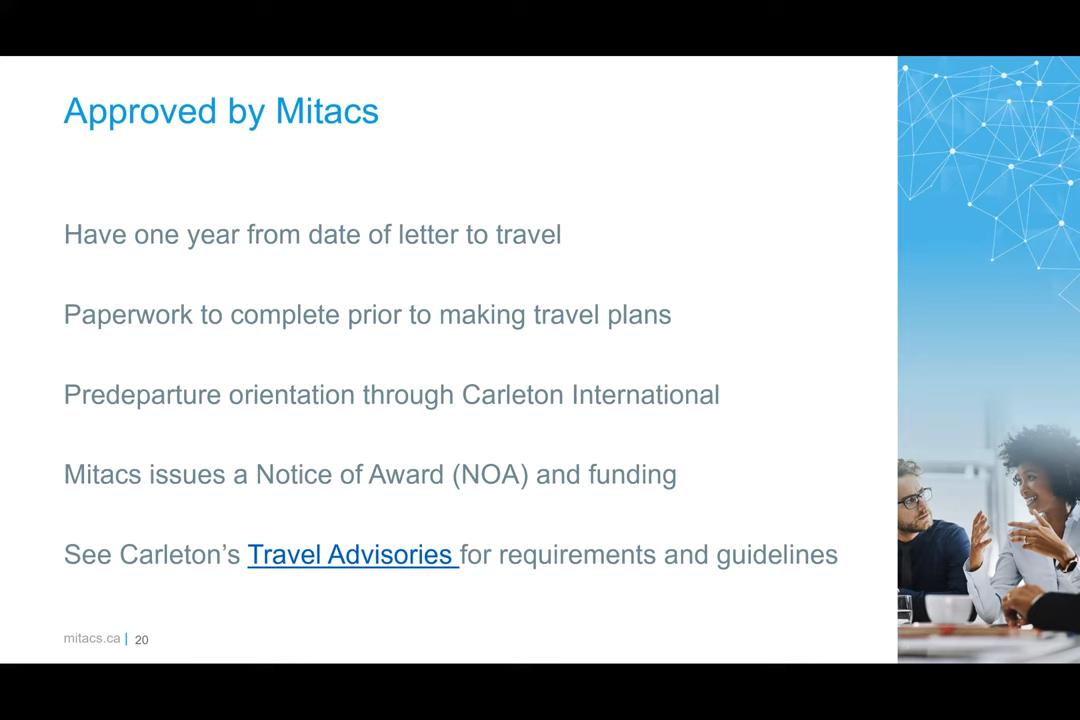 Approved by Mitacs
Have one year from date of letter to travel
Paperwork to complete prior to making travel plans
Predeparture orientation through Carleton International
Mitacs issues a Notice of Award (NOA) and funding
See Carleton’s Travel Advisories for requirements and guidelines
mitacs.ca | 20